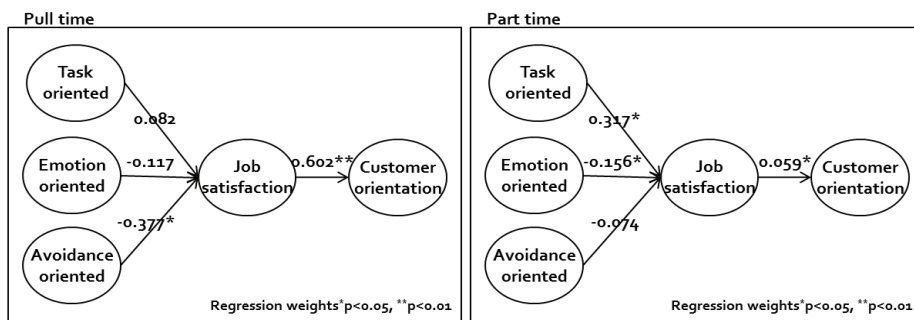 Pull time
Task
oriented
0.082
Emotion
oriented
-0.117
Job
satisfaction
0.602**
Customer
orientation
-0.377*
Avoidance
oriented
Regression weights*p<0.05, **p<0.01
Part time
Task
oriented
0.317*
Emotion
oriented
-0.156*
Job
satisfaction
0.059*
Customer
orientation
-0.074
Avoidance
oriented
Regression weights*p<0.05, **p<0.01